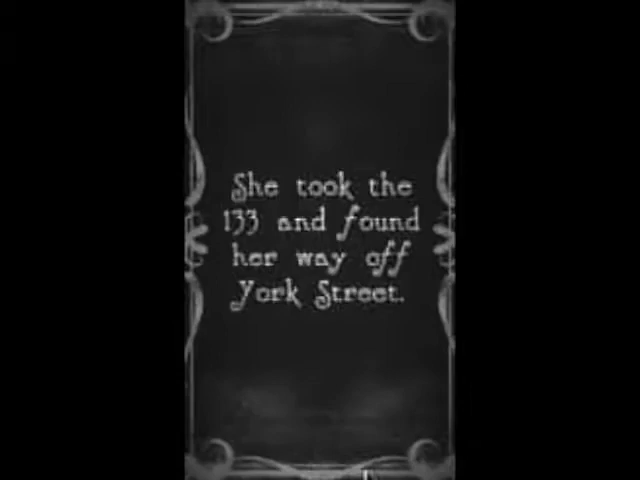 She took the
133 and found
her way off
York Street.